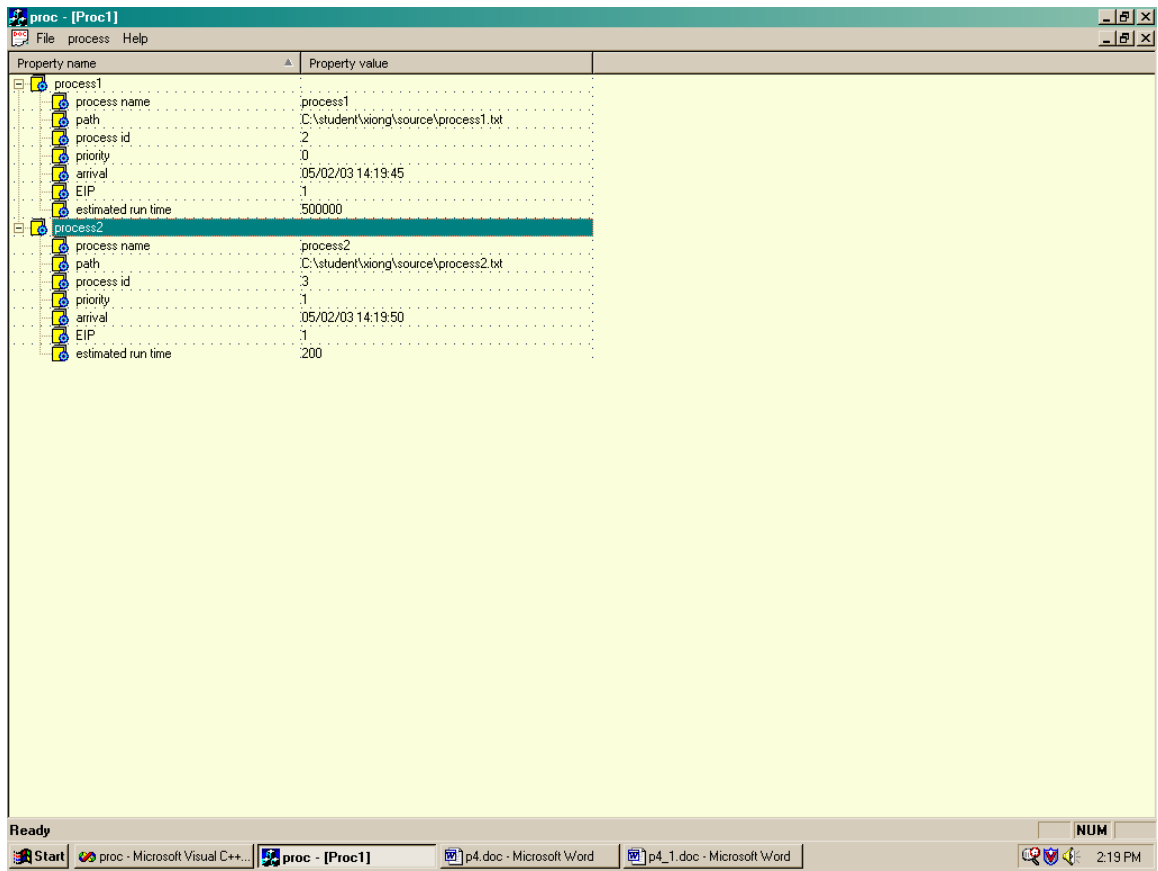 proc - [Proc1]
File process Help
Property name Property value
process1
process name process1
path C:\student\xiong\source\process1.txt
process id 2
priority 0
arrival 05/02/03 14:19:45
EIP 1
estimated run time 500000
process2
process name process2
path C:\student\xiong\source\process2.txt
process id 3
priority 1
arrival 05/02/03 14:19:50
EIP 1
estimated run time 200
Ready NUM
Start proc - Microsoft Visual C++... proc - [Proc1] p4.doc - Microsoft Word p4_1.doc - Microsoft Word 2:19 PM